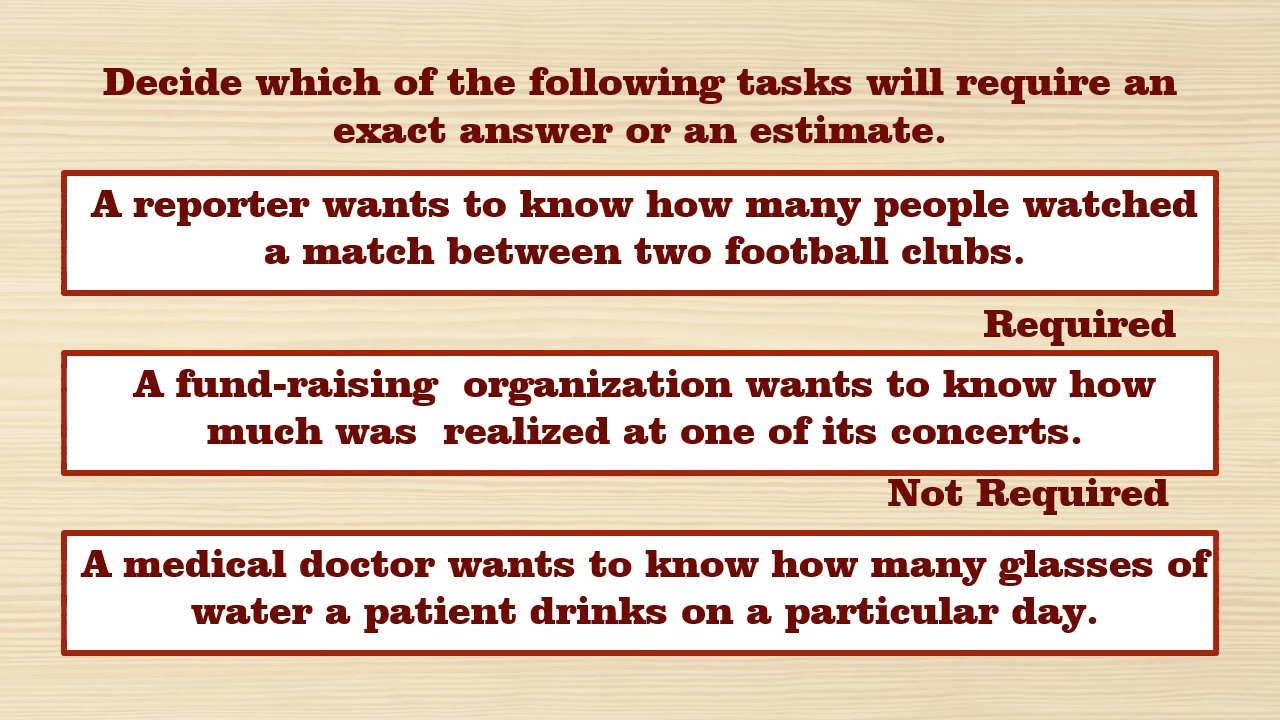 Decide which of the following tasks will require an
exact answer or an estimate.
A reporter wants to know how many people watched
a match between two football clubs.
Required
A fund-raising organization wants to know how
much was realized at one of its concerts.
Not Required
A medical doctor wants to know how many glasses of
water a patient drinks on a particular day.